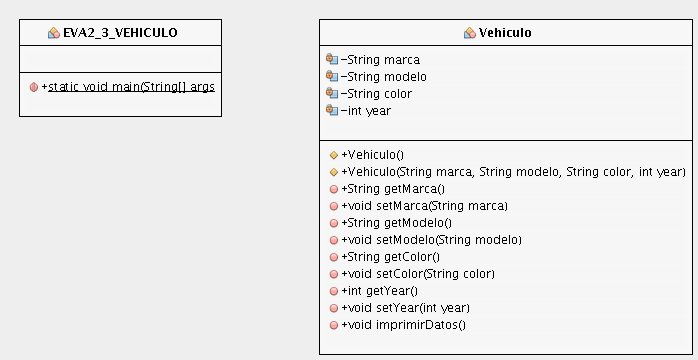 EVA2_3_VEHICULO
+static void main(String[] args
Vehiculo
-String marca
-String modelo
-String color
-int year
+Vehiculo()
+Vehiculo(String marca, String modelo, String color, int year)
+String getMarca()
+void setMarca(String marca)
+String getModelo()
+void setModelo(String modelo)
+String getColor()
+void setColor(String color)
+int getYear()
+void setYear(int year)
+void imprimirDatos()